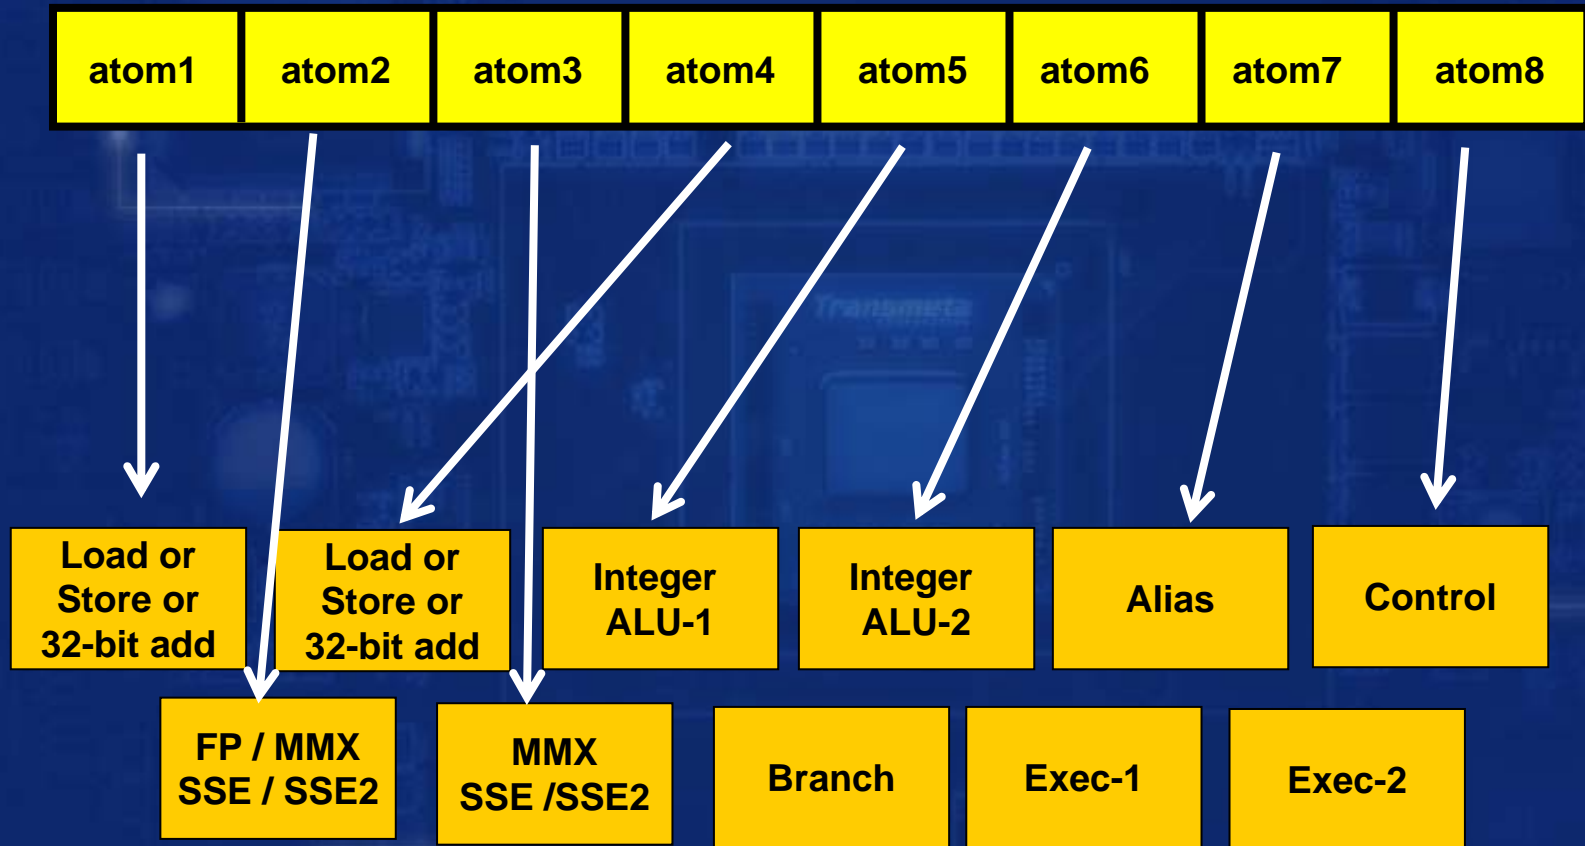 atom1 atom2 atom3 atom4 atom5 atom6 atom7 atom8
Transmeta
Load or
Store or
32-bit add
Load or
Store or
32-bit add
Integer
ALU-1
Integer
ALU-2
Alias
Control
FP / MMX
SSE / SSE2
MMX
SSE /SSE2
Branch
Exec-1
Exec-2